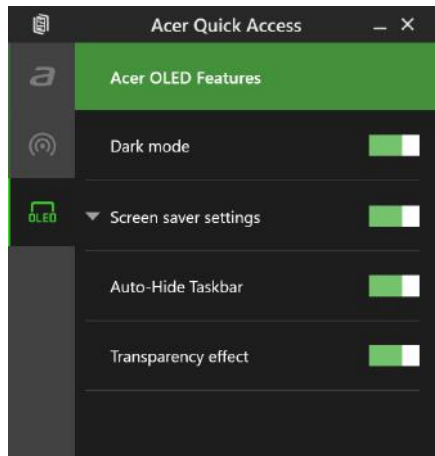 Acer Quick Access
a
Acer OLED Features
Dark mode
OLED
Screen saver settings
Auto-Hide Taskbar
Transparency effect